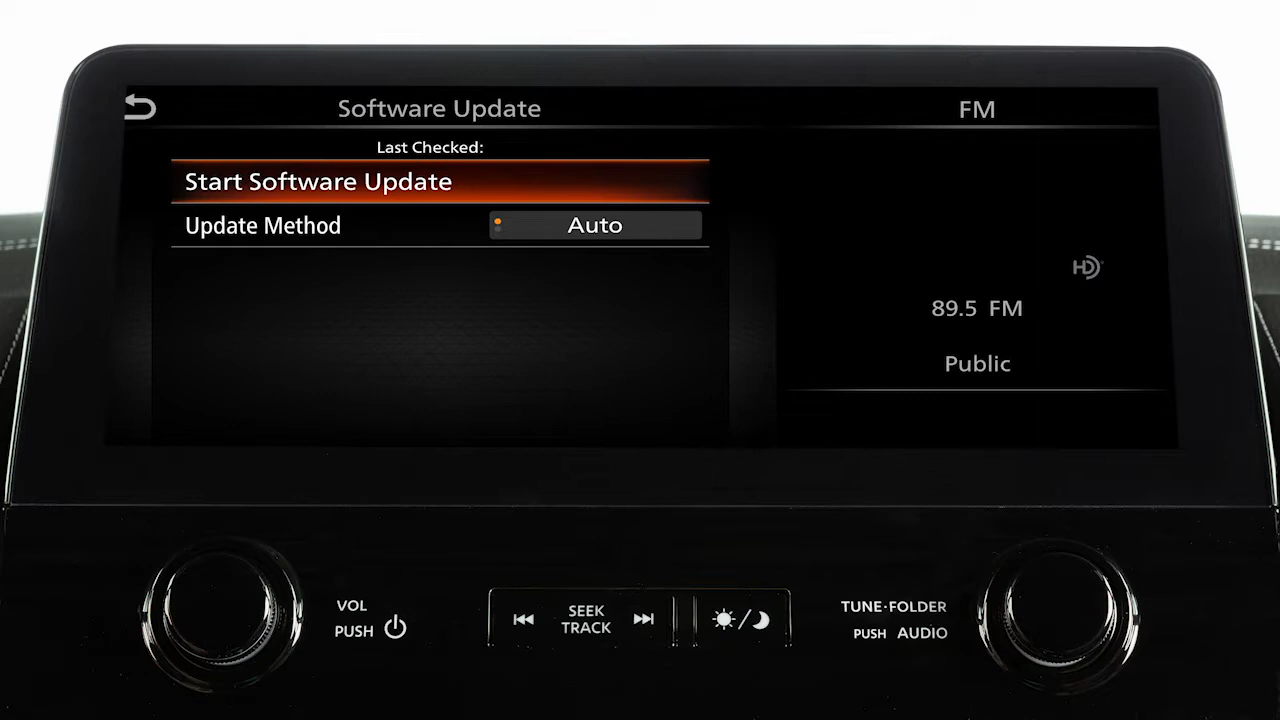 Software Update
FM
Last Checked:
Start Software Update
Update Method
Auto
HD
89.5 FM
Public
VOL
PUSH
SEEK
TRACK
TUNE·FOLDER
PUSH AUDIO